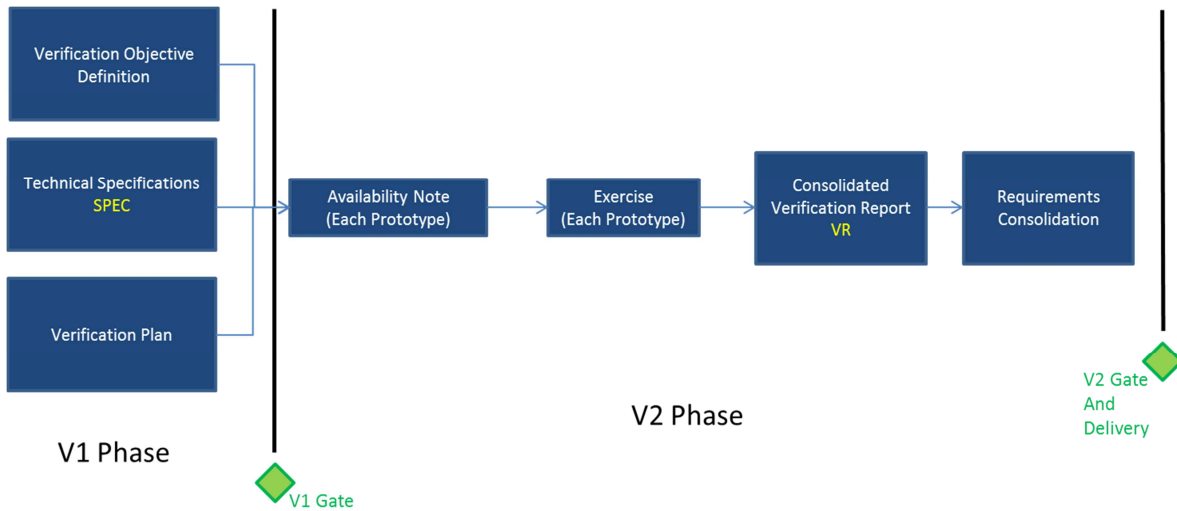 Verification Objective
Definition
Technical Specifications
SPEC
Verification Plan
V1 Phase
V1 Gate
Availability Note
(Each Prototype)
Exercise
(Each Prototype)
Consolidated
Verification Report
VR
Requirements
Consolidation
V2 Phase
V2 Gate
And
Delivery